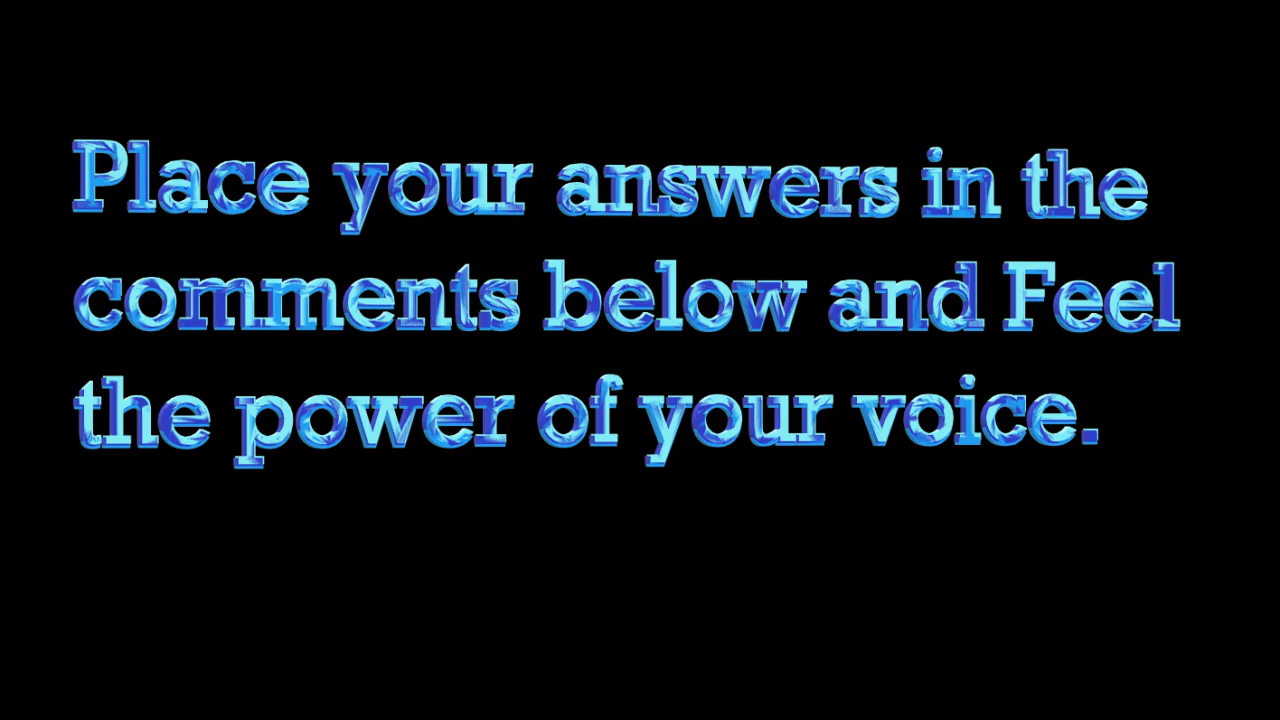 Place your answers in the
comments below and Feel
the power of your voice.